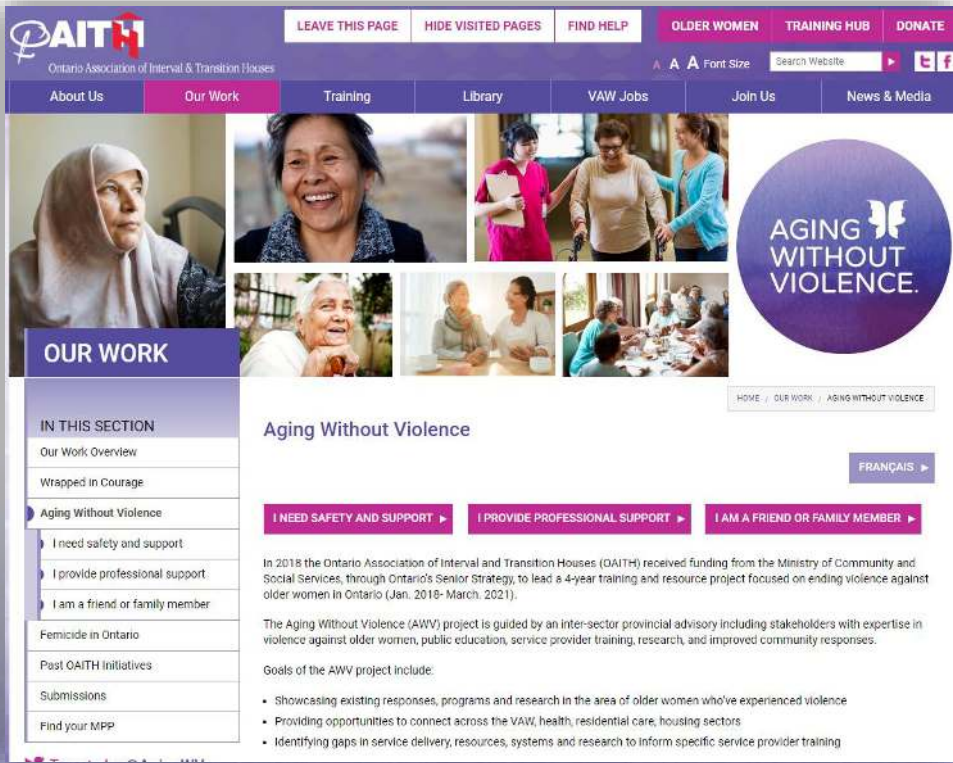 OAITH
Ontario Association of Interval & Transition Houses
LEAVE THIS PAGE
HIDE VISITED PAGES
FIND HELP
OLDER WOMEN
TRAINING HUB
DONATE
A A A Font Size
Search Website
About Us
Our Work
Training
Library
VAW Jobs
Join Us
News & Media
AGING
WITHOUT
VIOLENCE.
OUR WORK
HOME / OUR WORK / AGING WITHOUT VIOLENCE
IN THIS SECTION
Our Work Overview
Wrapped in Courage
Aging Without Violence
I need safety and support
I provide professional support
I am a friend or family member
Femicide in Ontario
Past OAITH Initiatives
Submissions
Find your MPP
Aging Without Violence
FRANÇAIS
I NEED SAFETY AND SUPPORT
I PROVIDE PROFESSIONAL SUPPORT
I AM A FRIEND OR FAMILY MEMBER
In 2018 the Ontario Association of Interval and Transition Houses (OAITH) received funding from the Ministry of Community and
Social Services, through Ontario's Senior Strategy, to lead a 4-year training and resource project focused on ending violence against
older women in Ontario (Jan. 2018- March. 2021).
The Aging Without Violence (AWV) project is guided by an inter-sector provincial advisory including stakeholders with expertise in
violence against older women, public education, service provider training, research, and improved community responses.
Goals of the AWV project include:
• Showcasing existing responses, programs and research in the area of older women who've experienced violence
• Providing opportunities to connect across the VAW, health, residential care, housing sectors
• Identifying gaps in service delivery, resources, systems and research to inform specific service provider training